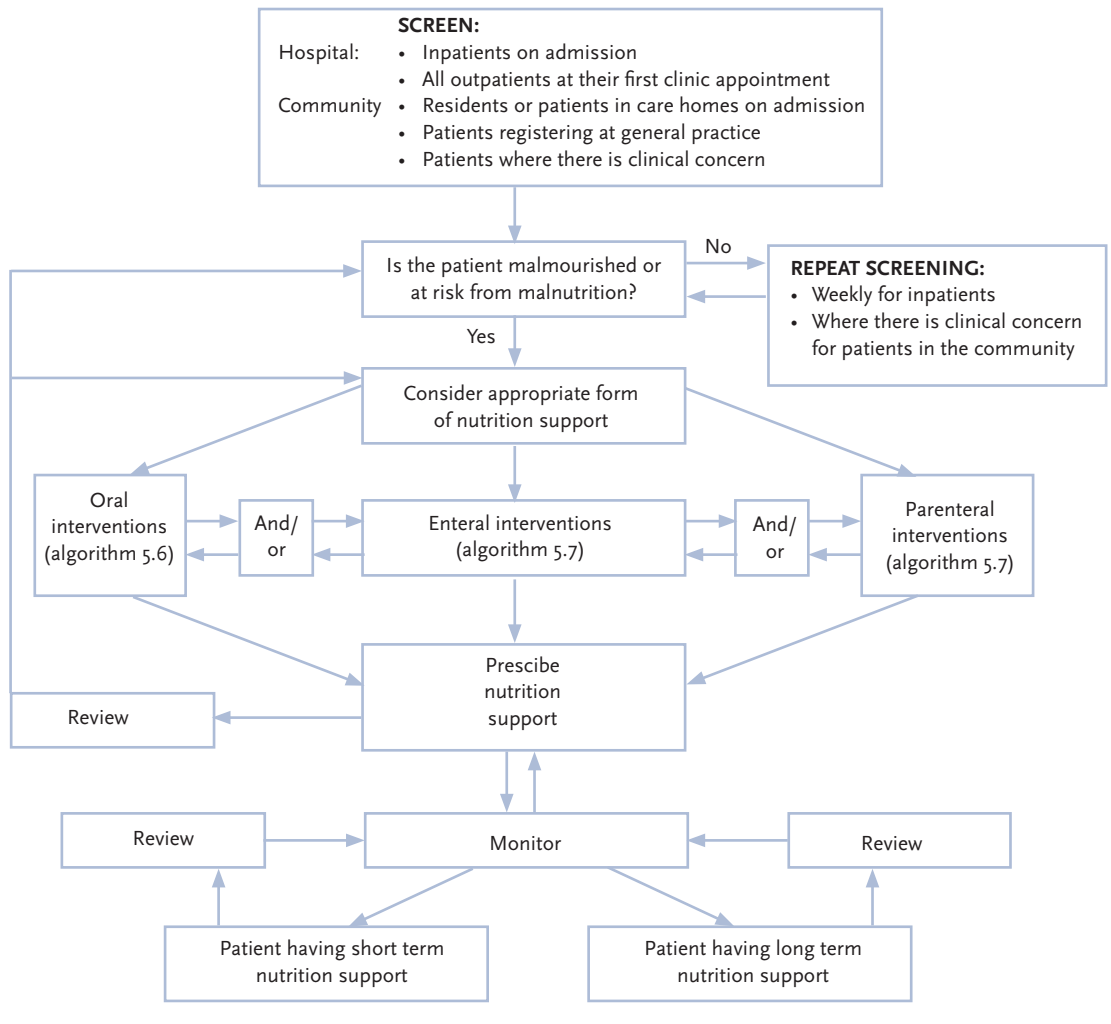 SCREEN:
Hospital: • Inpatients on admission
• All outpatients at their first clinic appointment
Community • Residents or patients in care homes on admission
• Patients registering at general practice
• Patients where there is clinical concern
Is the patient malmourished or
at risk from malnutrition?
No
REPEAT SCREENING:
• Weekly for inpatients
• Where there is clinical concern
for patients in the community
Yes
Consider appropriate form
of nutrition support
Oral
interventions
(algorithm 5.6)
And/
or
Enteral interventions
(algorithm 5.7)
And/
or
Parenteral
interventions
(algorithm 5.7)
Prescibe
nutrition
support
Review
Review
Monitor
Review
Patient having short term
nutrition support
Patient having long term
nutrition support